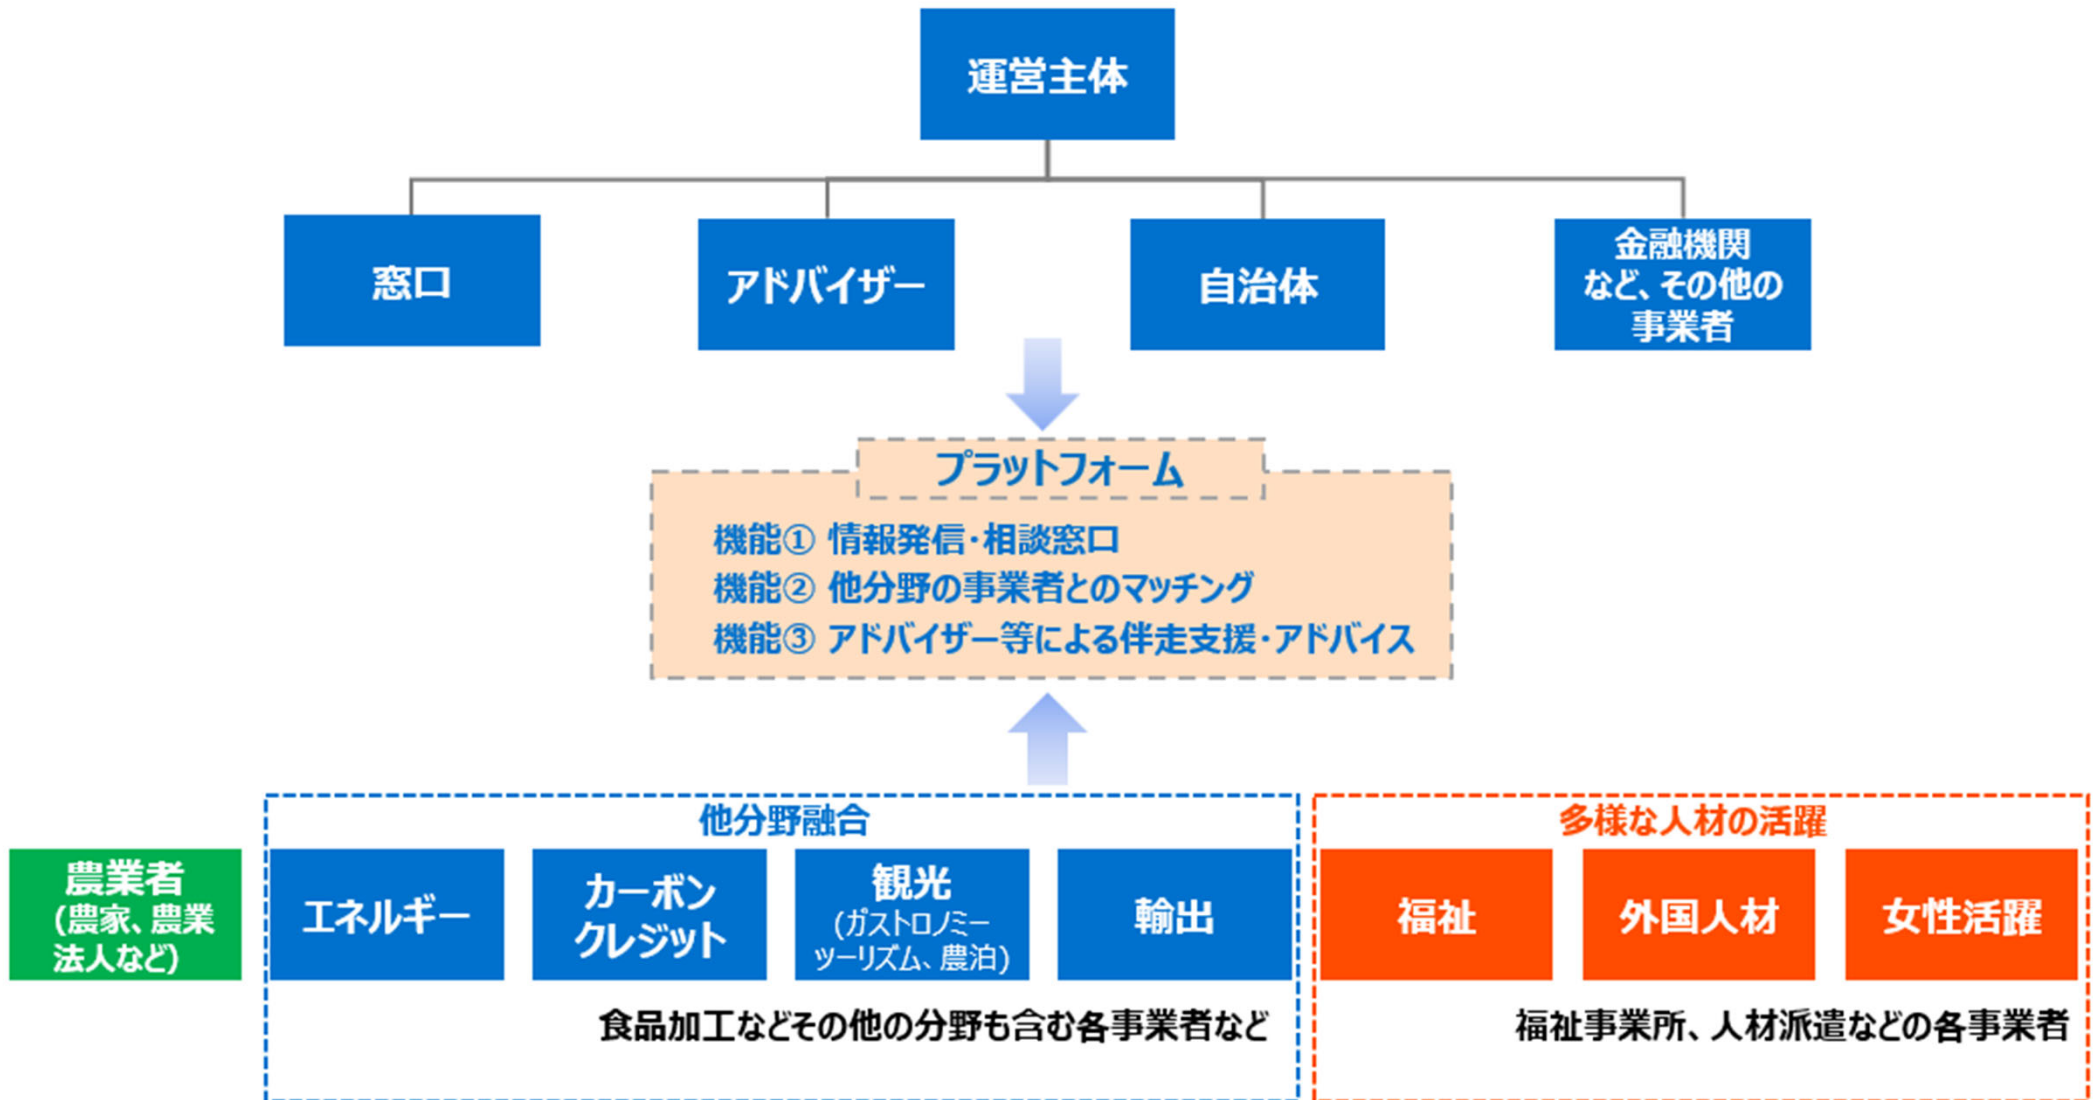 運営主体
窓口
アドバイザー
自治体
金融機関
など、その他の
事業者
プラットフォーム
機能① 情報発信・相談窓口
機能② 他分野の事業者とのマッチング
機能③ アドバイザー等による伴走支援・アドバイス
農業者
(農家、農業
法人など)
他分野融合
エネルギー
カーボン
クレジット
観光
(ガストロノミー
ツーリズム、農泊)
輸出
食品加工などその他の分野も含む各事業者など
多様な人材の活躍
福祉
外国人材
女性活躍
福祉事業所、人材派遣などの各事業者